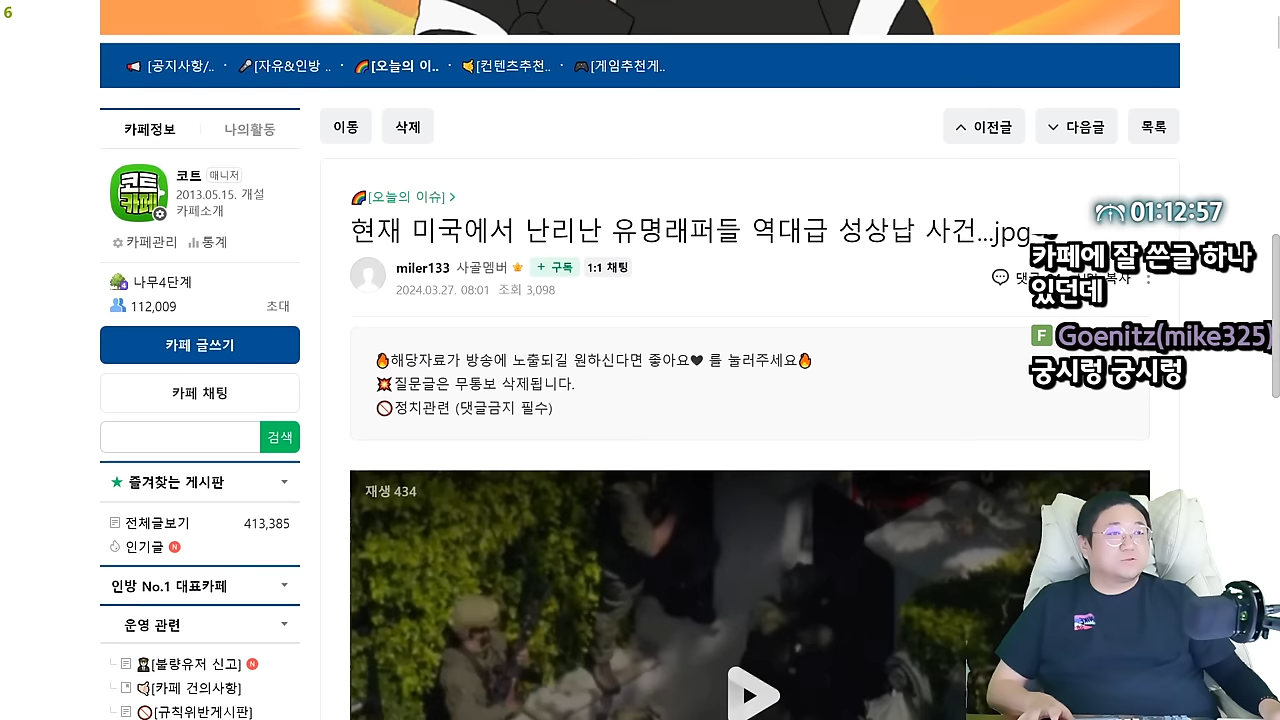 6
[공지사항/.. · [자유&인방 .. · [오늘의 이.. · [컨텐츠추천.. · [게임추천게..
카페정보 나의활동
이동 삭제 이전글 다음글 목록
코트카페
코트 매니저
2013.05.15. 개설
카페소개
카페관리 통계
나무4단계
112,009 초대
카페 글쓰기
카페 채팅
검색
★ 즐겨찾는 게시판
전체글보기 413,385
인기글 N
인방 No.1 대표카페
운영 관련
[불량유저 신고] N
[카페 건의사항]
[규칙위반게시판]
[오늘의 이슈] >
현재 미국에서 난리난 유명래퍼들 역대급 성상납 사건...jpg
miler133 사골멤버 + 구독 1:1 채팅
2024.03.27. 08:01 조회 3,098
복사
해당자료가 방송에 노출되길 원하신다면 좋아요🖤 를 눌러주세요
질문글은 무통보 삭제됩니다.
정치관련 (댓글금지 필수)
재생 434
01:12:57
카페에 잘 쓴글 하나
있던데
F Goenitz(mike325)
궁시렁 궁시렁